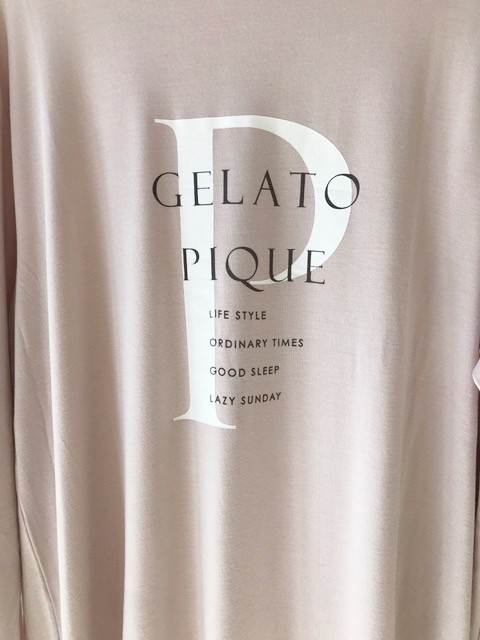 P
GELATO
PIQUE
LIFE STYLE
ORDINARY TIMES
GOOD SLEEP
LAZY SUNDAY